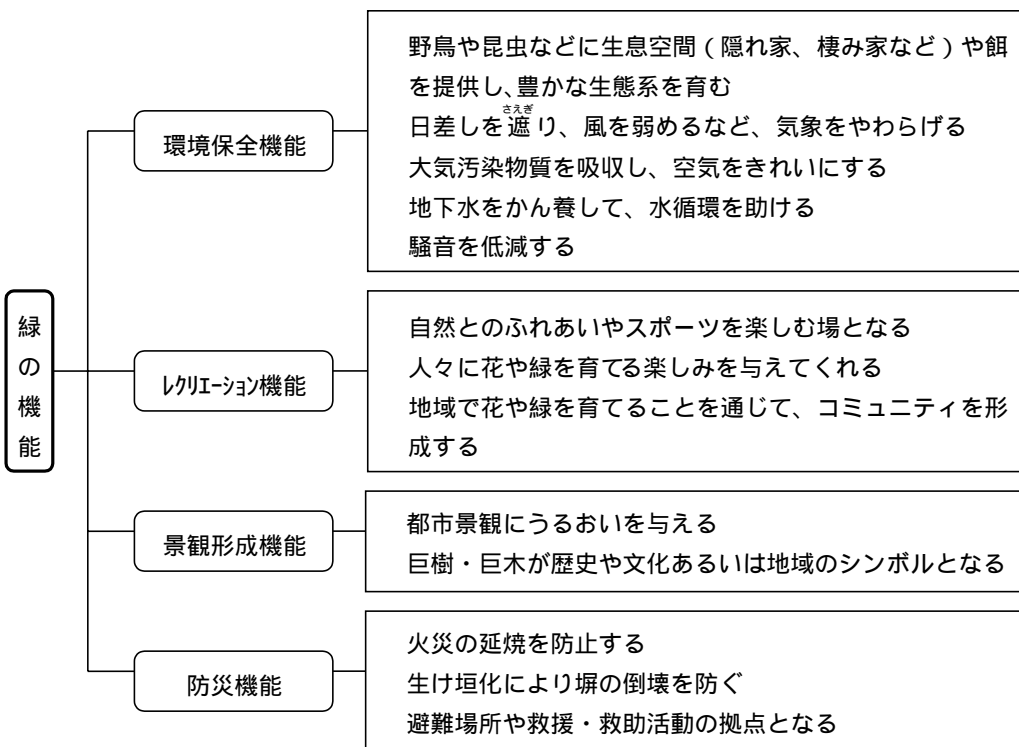 緑の機能
環境保全機能
野鳥や昆虫などに生息空間(隠れ家、棲み家など)や餌
を提供し、豊かな生態系を育む
さえぎ
日差しを遮り、風を弱めるなど、気象をやわらげる
大気汚染物質を吸収し、空気をきれいにする
地下水をかん養して、水循環を助ける
騒音を低減する
レクリエーション機能
自然とのふれあいやスポーツを楽しむ場となる
人々に花や緑を育てる楽しみを与えてくれる
地域で花や緑を育てることを通じて、コミュニティを形
成する
景観形成機能
都市景観にうるおいを与える
巨樹・巨木が歴史や文化あるいは地域のシンボルとなる
防災機能
火災の延焼を防止する
生け垣化により塀の倒壊を防ぐ
避難場所や救援・救助活動の拠点となる